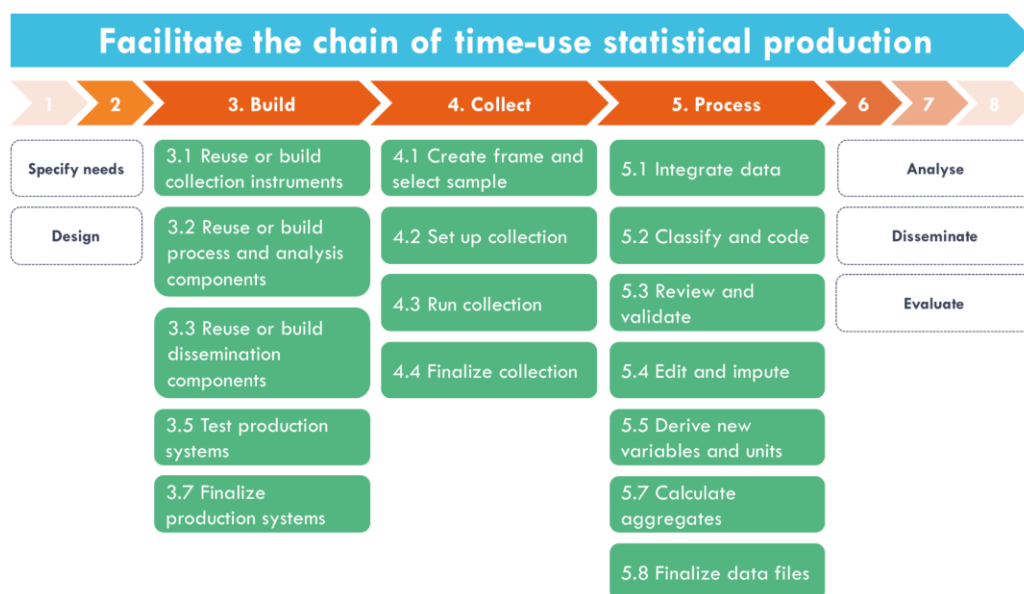 Facilitate the chain of time-use statistical production
1
2
3. Build
4. Collect
5. Process
6
7
8
Specify needs
Design
3.1 Reuse or build
collection instruments
3.2 Reuse or build
process and analysis
components
3.3 Reuse or build
dissemination
components
3.5 Test production
systems
3.7 Finalize
production systems
4.1 Create frame and
select sample
4.2 Set up collection
4.3 Run collection
4.4 Finalize collection
5.1 Integrate data
5.2 Classify and code
5.3 Review and
validate
5.4 Edit and impute
5.5 Derive new
variables and units
5.7 Calculate
aggregates
5.8 Finalize data files
Analyse
Disseminate
Evaluate